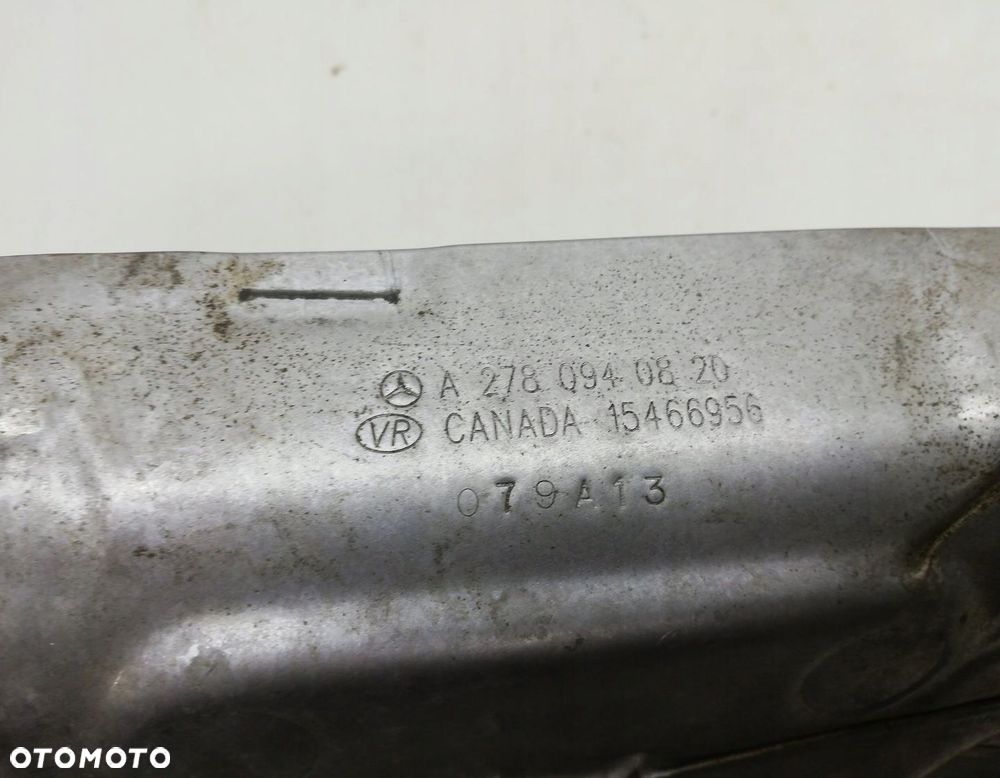 A 278 094 08 20
VR CANADA 15466956
079A13
OTOMOTO